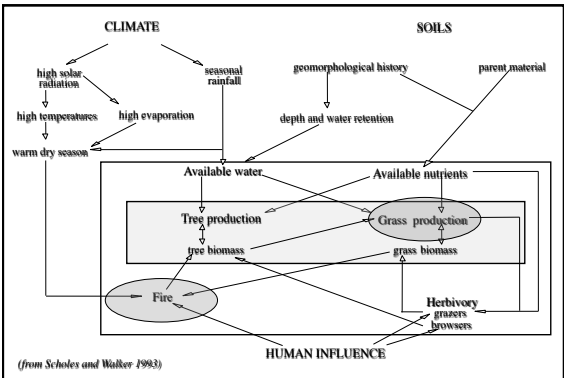 CLIMATE
SOILS
high solar
radiation
seasonal
rainfall
geomorphological history
parent material
high temperatures
high evaporation
depth and water retention
warm dry season
Available water
Available nutrients
Tree production
Grass production
tree biomass
grass biomass
Fire
Herbivory
grazers
browsers
HUMAN INFLUENCE
(from Scholes and Walker 1993)